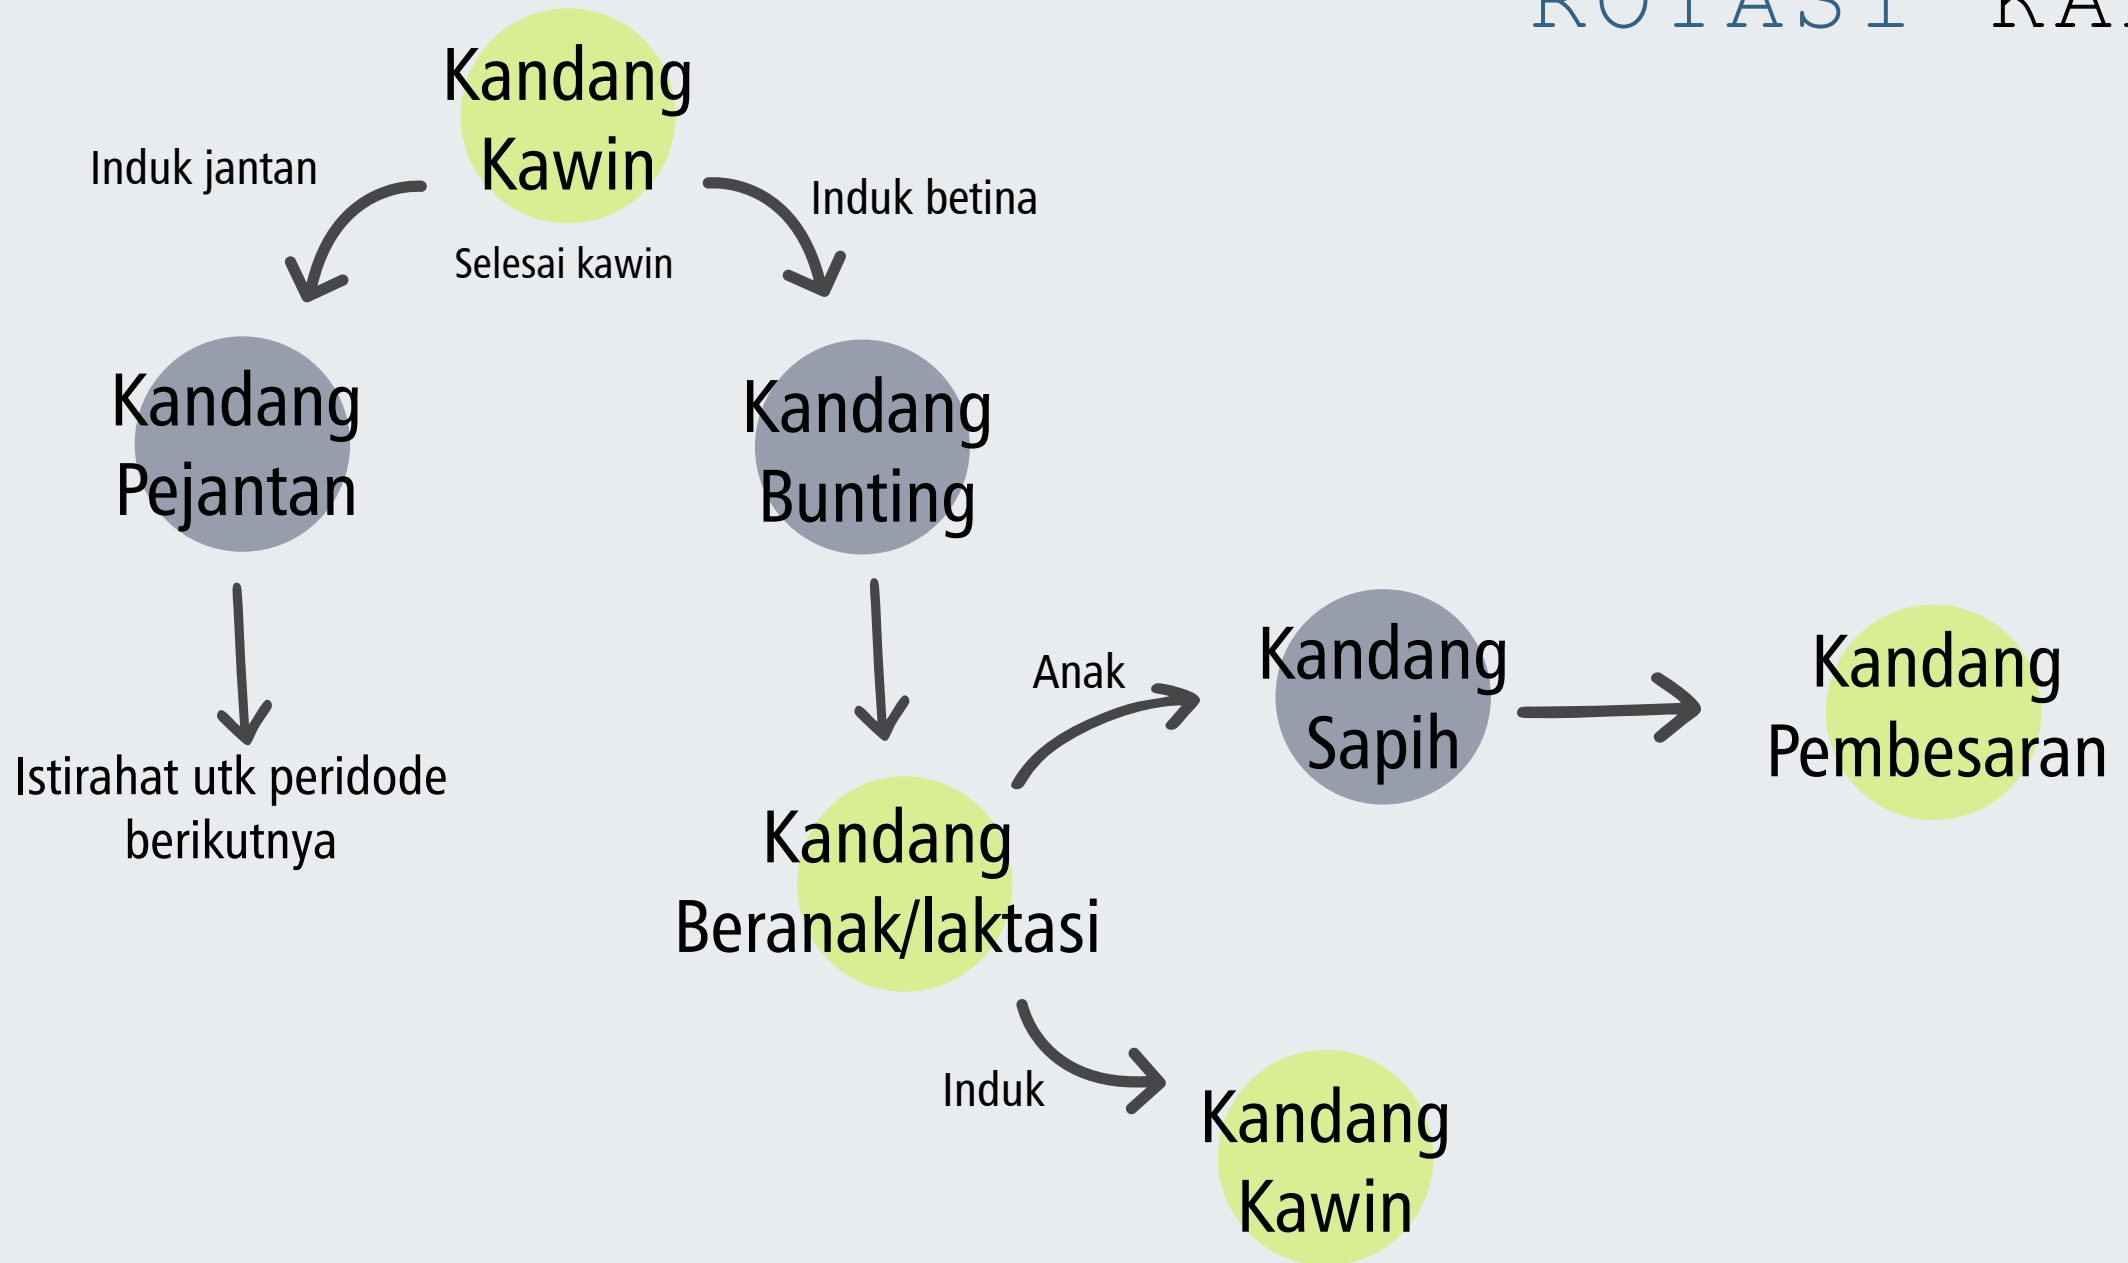 ROTASI
Kandang
Kawin
Induk jantan
Induk betina
Selesai kawin
Kandang
Pejantan
Kandang
Bunting
Istirahat utk peridode
berikutnya
Anak
Kandang
Sapih
Kandang
Pembesaran
Kandang
Beranak/laktasi
Induk
Kandang
Kawin